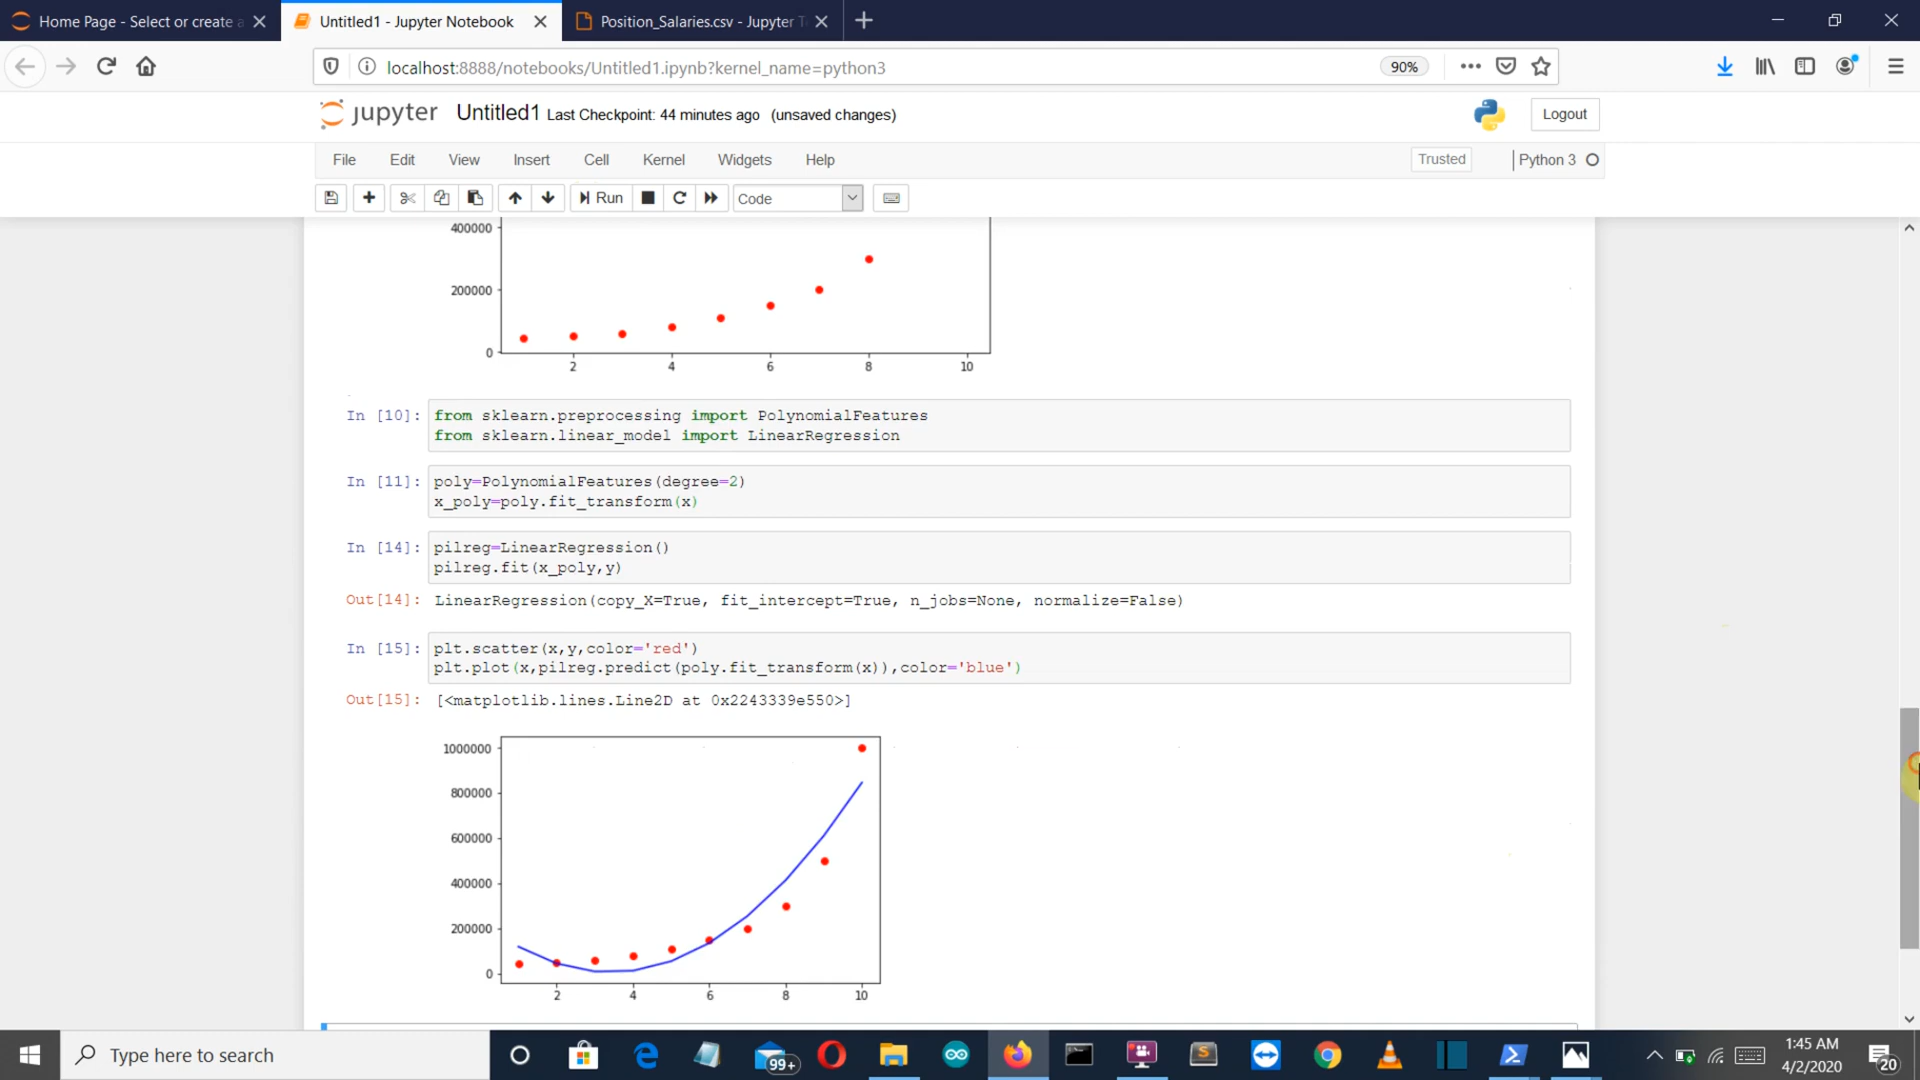 Home Page - Select or create a
Untitled1 - Jupyter Notebook
Position_Salaries.csv - Jupyter T
localhost:8888/notebooks/Untitled1.ipynb?kernel_name=python3
90%
jupyter Untitled1 Last Checkpoint: 44 minutes ago (unsaved changes)
Logout
File Edit View Insert Cell Kernel Widgets Help
Trusted
Python 3
Run
Code
400000
200000
0
2 4 6 8 10
In [10]: from sklearn.preprocessing import PolynomialFeatures
from sklearn.linear_model import LinearRegression
In [11]: poly=PolynomialFeatures(degree=2)
x_poly=poly.fit_transform(x)
In [14]: pilreg=LinearRegression()
pilreg.fit(x_poly,y)
Out[14]: LinearRegression(copy_X=True, fit_intercept=True, n_jobs=None, normalize=False)
In [15]: plt.scatter(x,y,color='red')
plt.plot(x,pilreg.predict(poly.fit_transform(x)),color='blue')
Out[15]: [<matplotlib.lines.Line2D at 0x2243339e550>]
1000000
800000
600000
400000
200000
0
2 4 6 8 10
Type here to search
99+
1:45 AM
4/2/2020
20